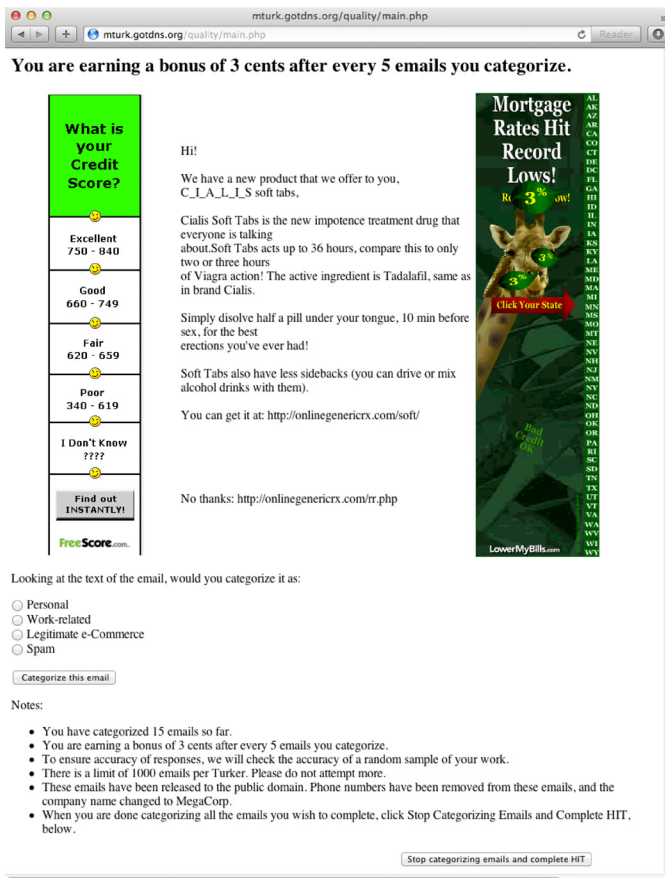 mturk.gotdns.org/quality/main.php
mturk.gotdns.org/quality/main.php
Reader
You are earning a bonus of 3 cents after every 5 emails you categorize.
What is
your
Credit
Score?
Excellent
750 - 840
Good
660 - 749
Fair
620 - 659
Poor
340 - 619
I Don't Know
????
Find out
INSTANTLY!
FreeScore.com.
Hi!
We have a new product that we offer to you,
C_I_A_L_I_S soft tabs,
Cialis Soft Tabs is the new impotence treatment drug that
everyone is talking
about.Soft Tabs acts up to 36 hours, compare this to only
two or three hours
of Viagra action! The active ingredient is Tadalafil, same as
in brand Cialis.
Simply disolve half a pill under your tongue, 10 min before
sex, for the best
erections you've ever had!
Soft Tabs also have less sidebacks (you can drive or mix
alcohol drinks with them).
You can get it at: http://onlinegenericrx.com/soft/
No thanks: http://onlinegenericrx.com/rr.php
Mortgage
Rates Hit
Record
Lows!
3%
ow!
3%
3%
Click Your State
Bad
Credit
OK
LowerMyBills.com
AL
AK
AZ
AR
CA
CO
CT
DE
DC
FL
GA
HI
ID
IL
IN
IA
KS
KY
LA
ME
MD
MA
MI
MN
MS
MO
MT
NE
NV
NH
NJ
NM
NY
NC
ND
OH
OK
OR
PA
RI
SC
SD
TN
TX
UT
VT
VA
WA
WV
WI
WY
Looking at the text of the email, would you categorize it as:
Personal
Work-related
Legitimate e-Commerce
Spam
Categorize this email
Notes:
• You have categorized 15 emails so far.
• You are earning a bonus of 3 cents after every 5 emails you categorize.
• To ensure accuracy of responses, we will check the accuracy of a random sample of your work.
• There is a limit of 1000 emails per Turker. Please do not attempt more.
• These emails have been released to the public domain. Phone numbers have been removed from these emails, and the
company name changed to MegaCorp.
• When you are done categorizing all the emails you wish to complete, click Stop Categorizing Emails and Complete HIT,
below.
Stop categorizing emails and complete HIT